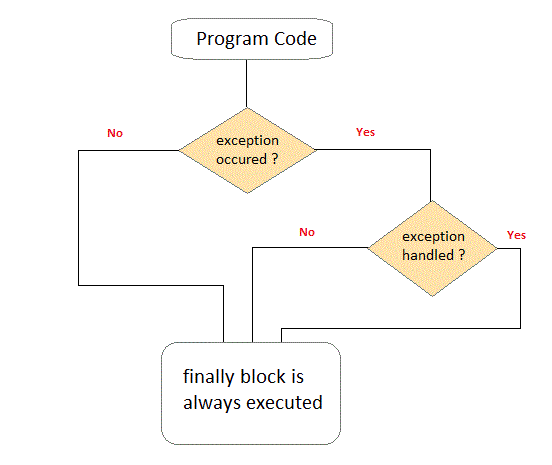 Program Code
exception
occured ?
No
Yes
exception
handled ?
No
Yes
finally block is
always executed